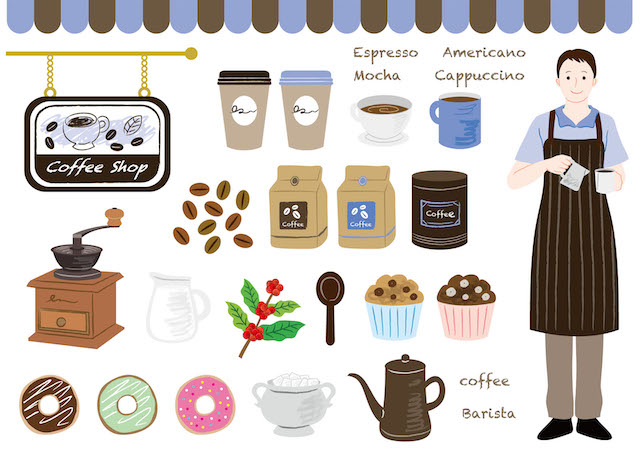 Espresso
Mocha
Americano
Cappuccino
Coffee Shop
Coffee
Coffee
Coffee
coffee
Barista